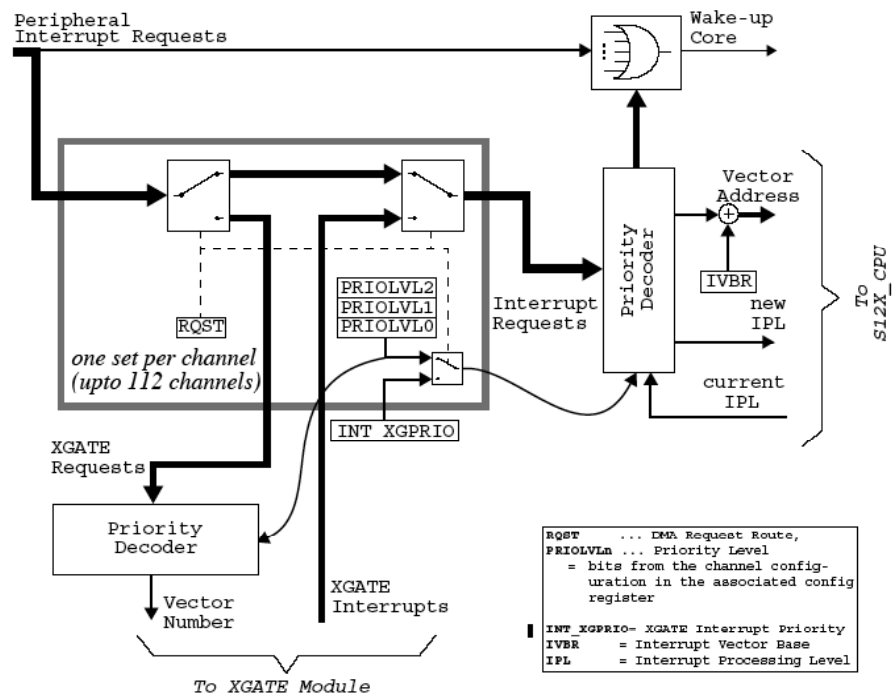 Peripheral
Interrupt Requests
Wake-up
Core
Vector
Address
Priority
Decoder
IVBR
new
IPL
current
IPL
To
S12X_CPU
Interrupt
Requests
PRIOLVL2
PRIOLVL1
PRIOLVL0
RQST
one set per channel
(upto 112 channels)
INT_XGPRIO
XGATE
Requests
Priority
Decoder
Vector
Number
XGATE
Interrupts
To XGATE Module
RQST ... DMA Request Route,
PRIOLVLn ... Priority Level
= bits from the channel config-
uration in the associated config
register
INT_XGPRIO= XGATE Interrupt Priority
IVBR = Interrupt Vector Base
IPL = Interrupt Processing Level